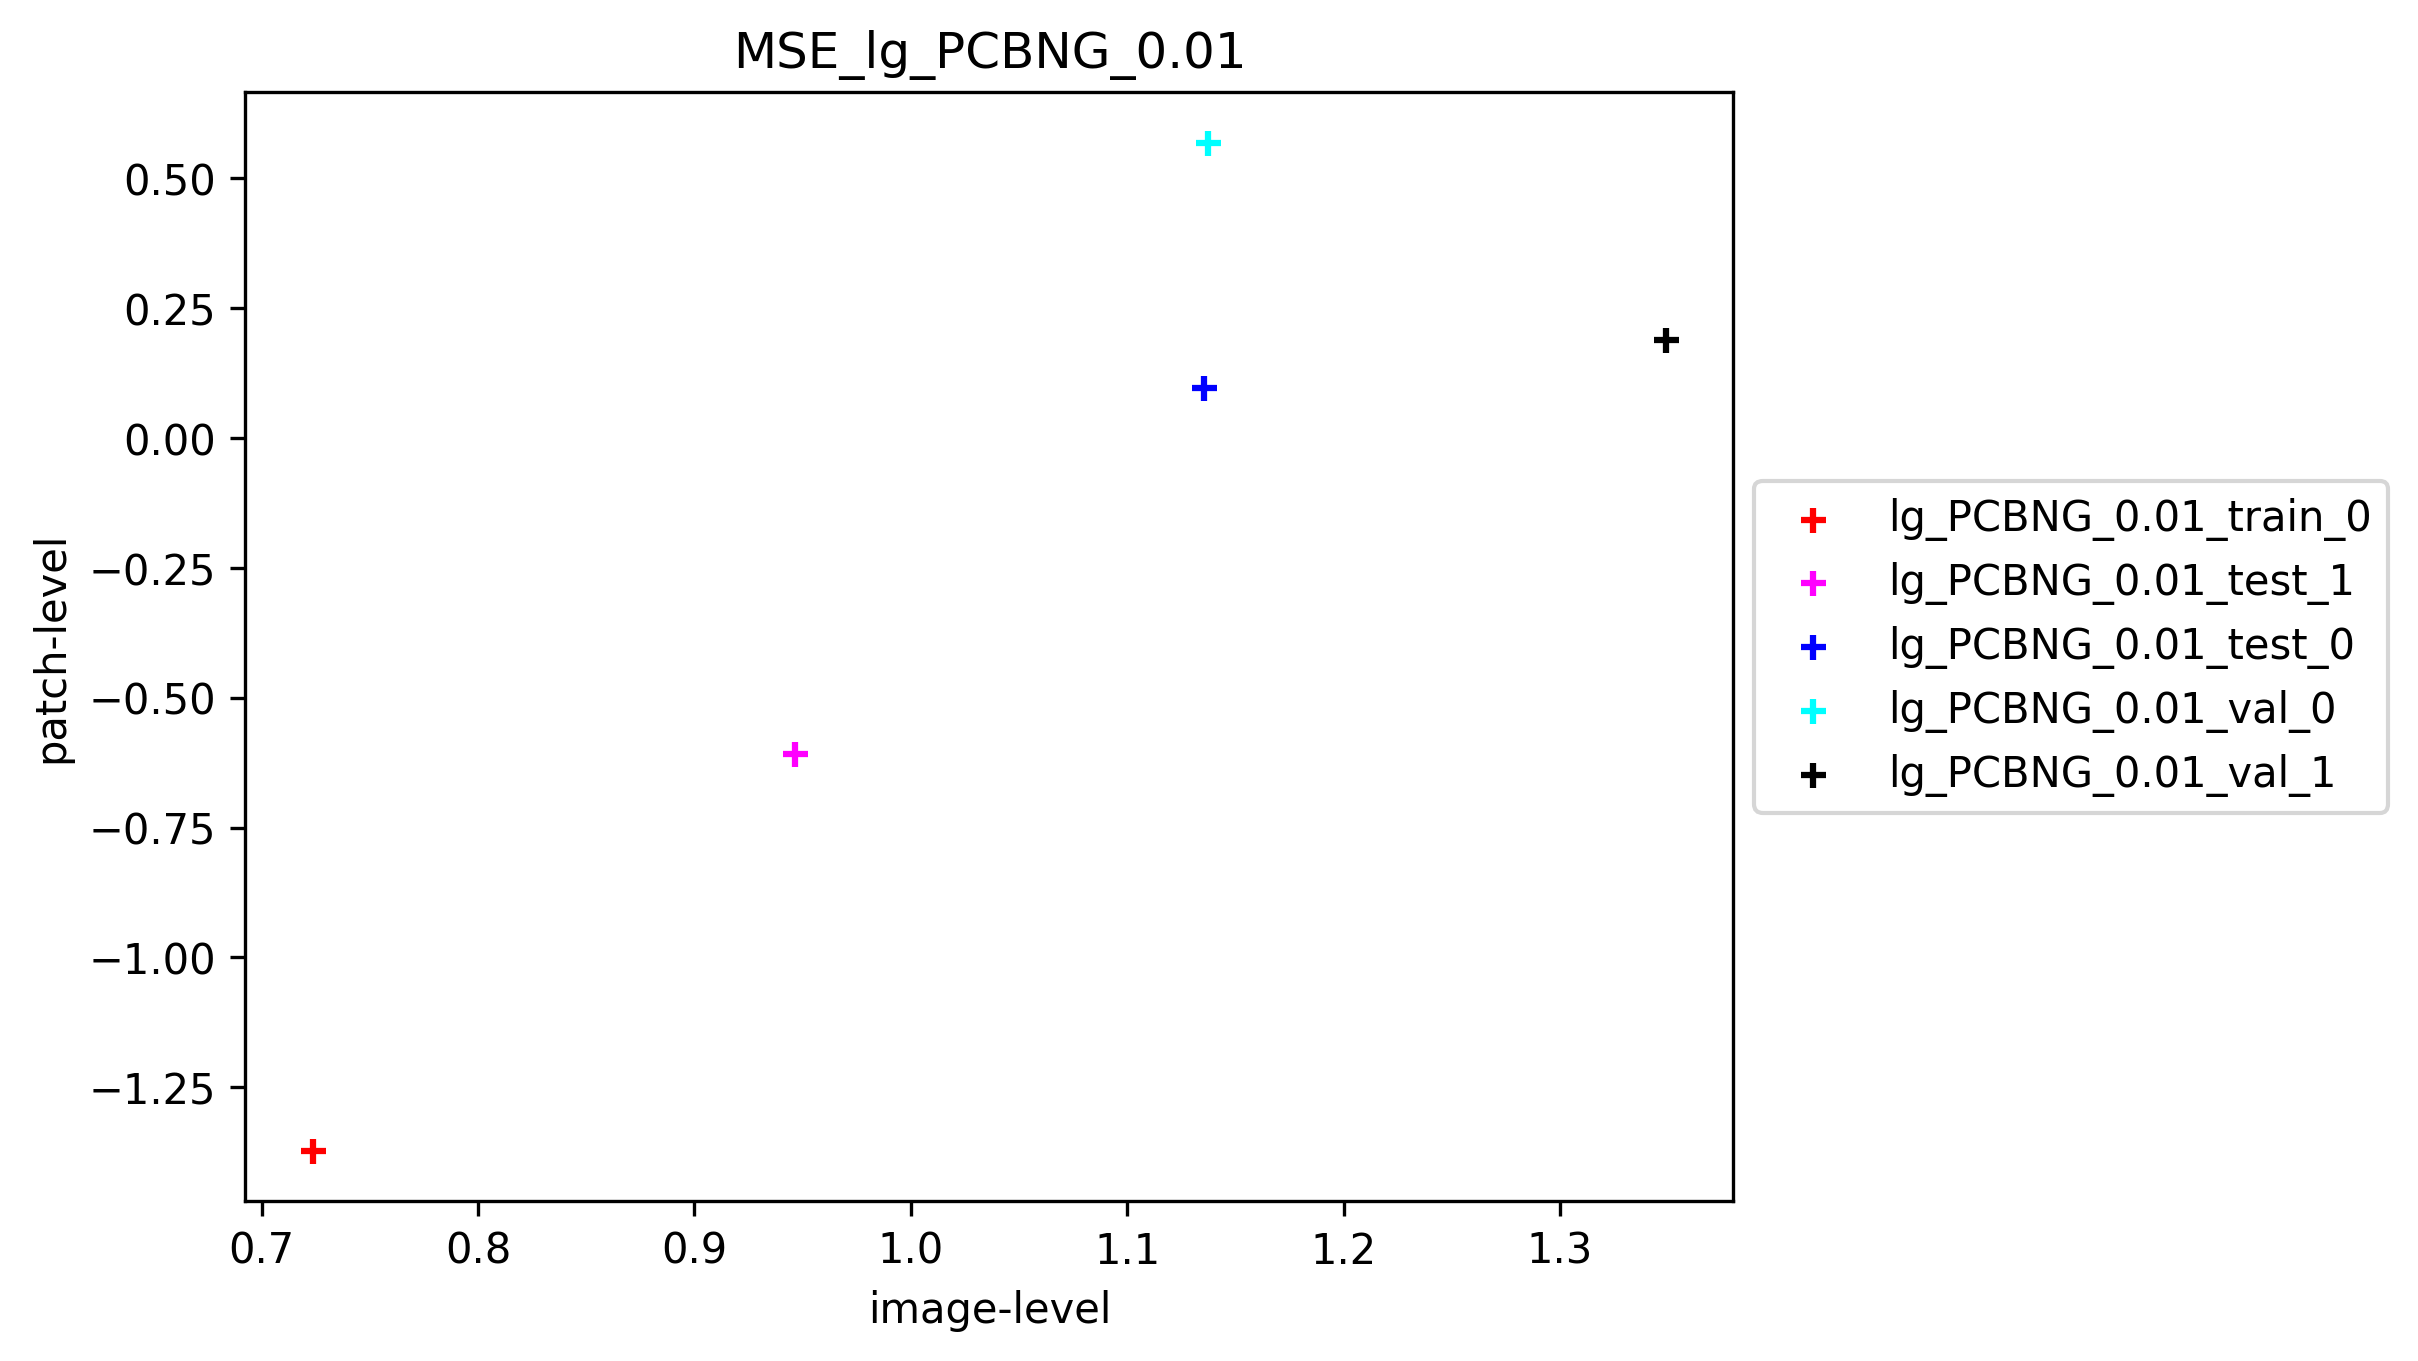 MSE_lg_PCBNG_0.01
0.50
0.25
0.00
−0.25
−0.50
−0.75
−1.00
−1.25
patch-level
0.7 0.8 0.9 1.0 1.1 1.2 1.3
image-level
lg_PCBNG_0.01_train_0
lg_PCBNG_0.01_test_1
lg_PCBNG_0.01_test_0
lg_PCBNG_0.01_val_0
lg_PCBNG_0.01_val_1